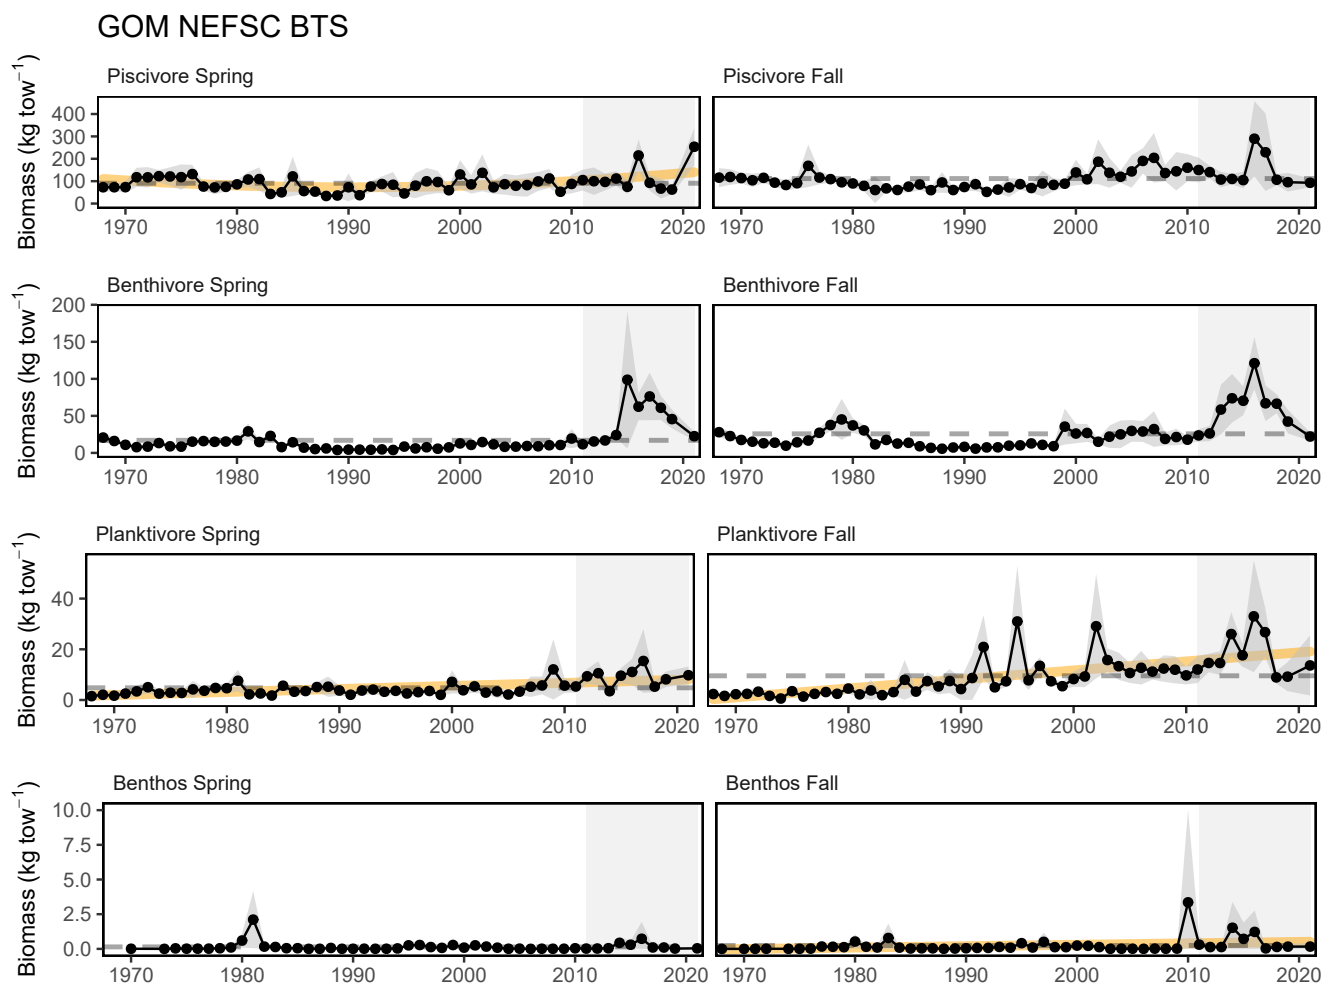 GOM NEFSC BTS
Piscivore Spring
Piscivore Fall
Biomass (kg tow−1)
400
300
200
100
0
1970 1980 1990 2000 2010 2020
1970 1980 1990 2000 2010 2020
Benthivore Spring
Benthivore Fall
Biomass (kg tow−1)
200
150
100
50
0
1970 1980 1990 2000 2010 2020
1970 1980 1990 2000 2010 2020
Planktivore Spring
Planktivore Fall
Biomass (kg tow−1)
40
20
0
1970 1980 1990 2000 2010 2020
1970 1980 1990 2000 2010 2020
Benthos Spring
Benthos Fall
Biomass (kg tow−1)
10.0
7.5
5.0
2.5
0.0
1970 1980 1990 2000 2010 2020
1970 1980 1990 2000 2010 2020